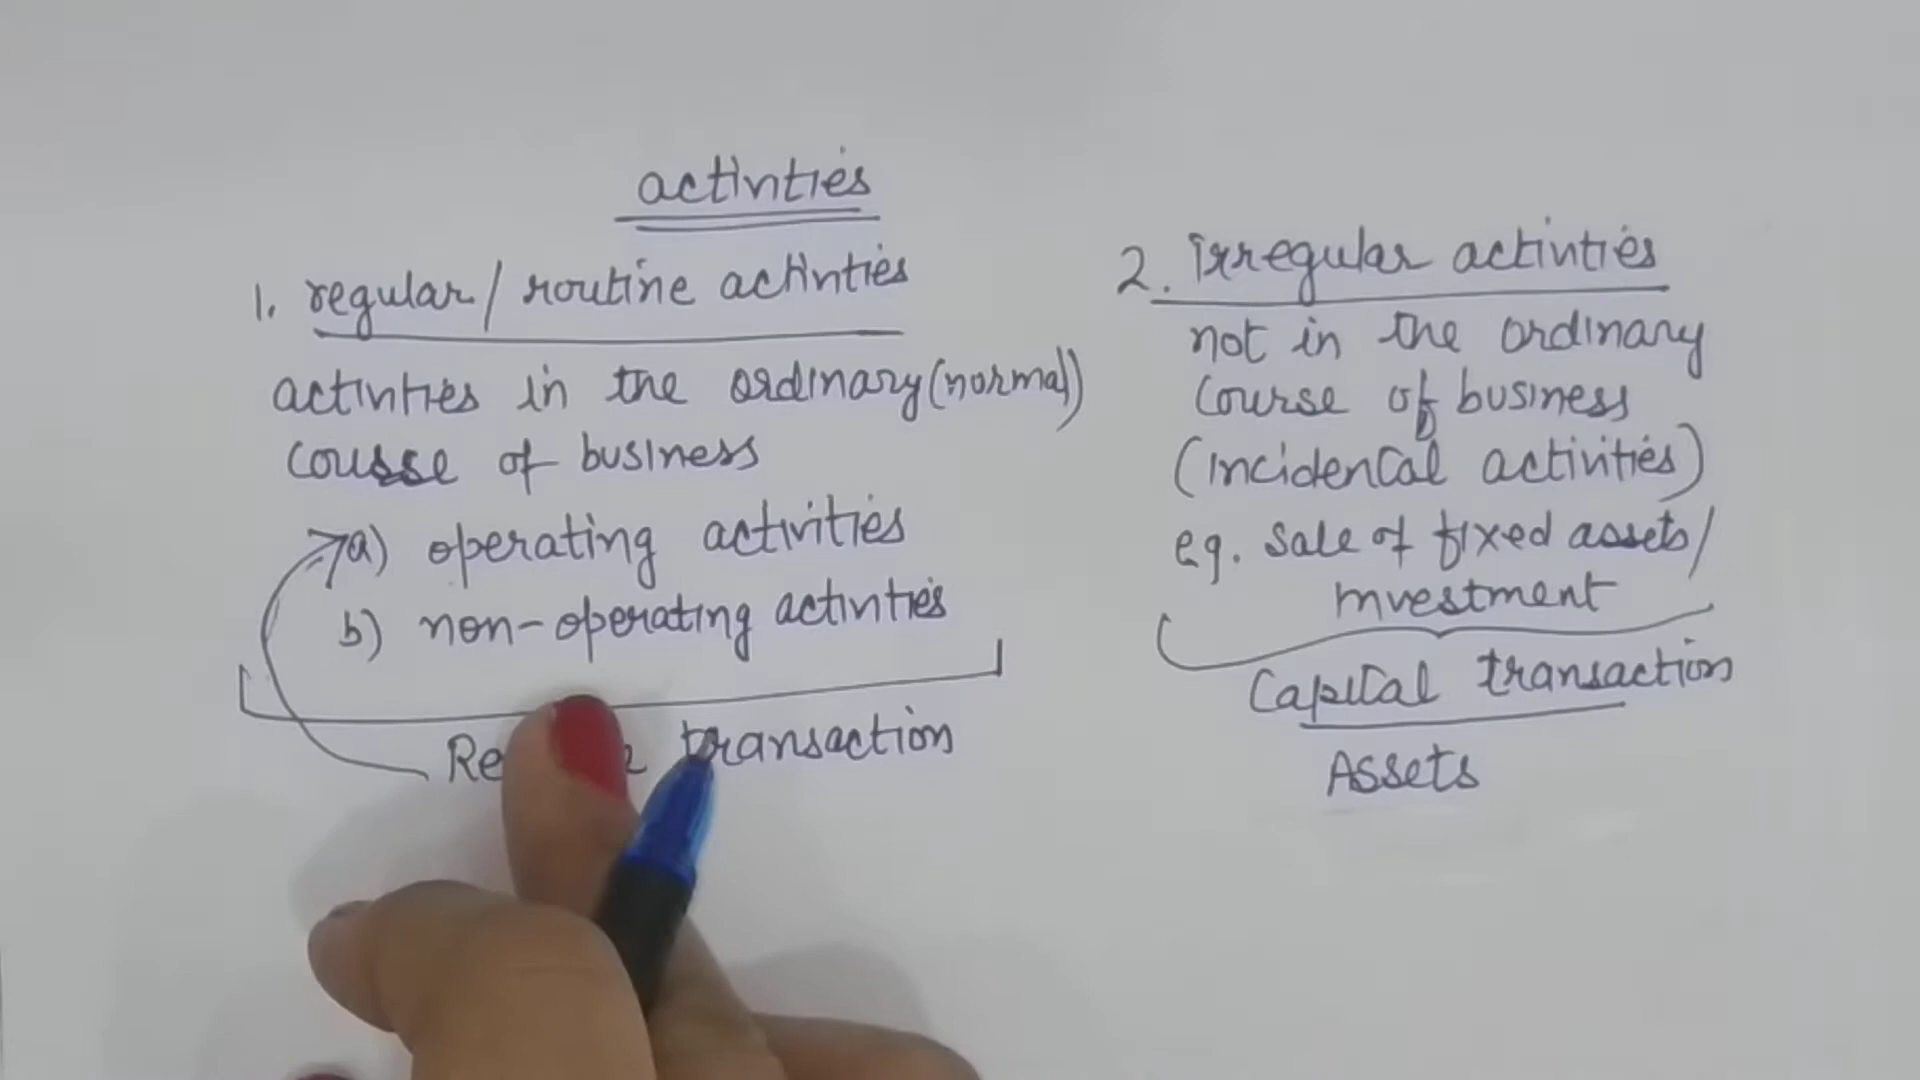 activities
1. regular / routine activities
activities in the ordinary (normal)
course of business
a) operating activities
b) non-operating activities
transaction
2. Irregular activities
not in the ordinary
course of business
(incidental activities)
eg. Sale of fixed assets/
investment
Capital transaction
Assets